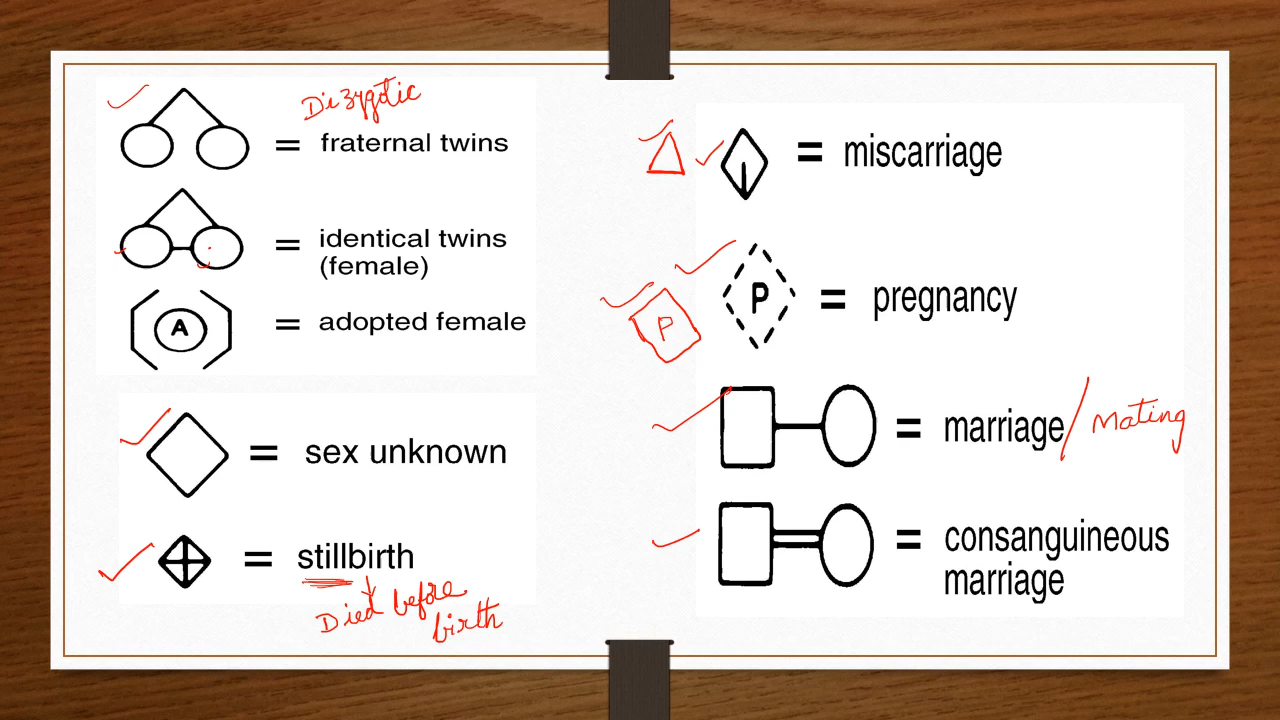 Dizygotic
= fraternal twins
= identical twins
(female)
A = adopted female
= sex unknown
= stillbirth
Died before
birth
= miscarriage
P P = pregnancy
= marriage / Mating
= consanguineous
marriage